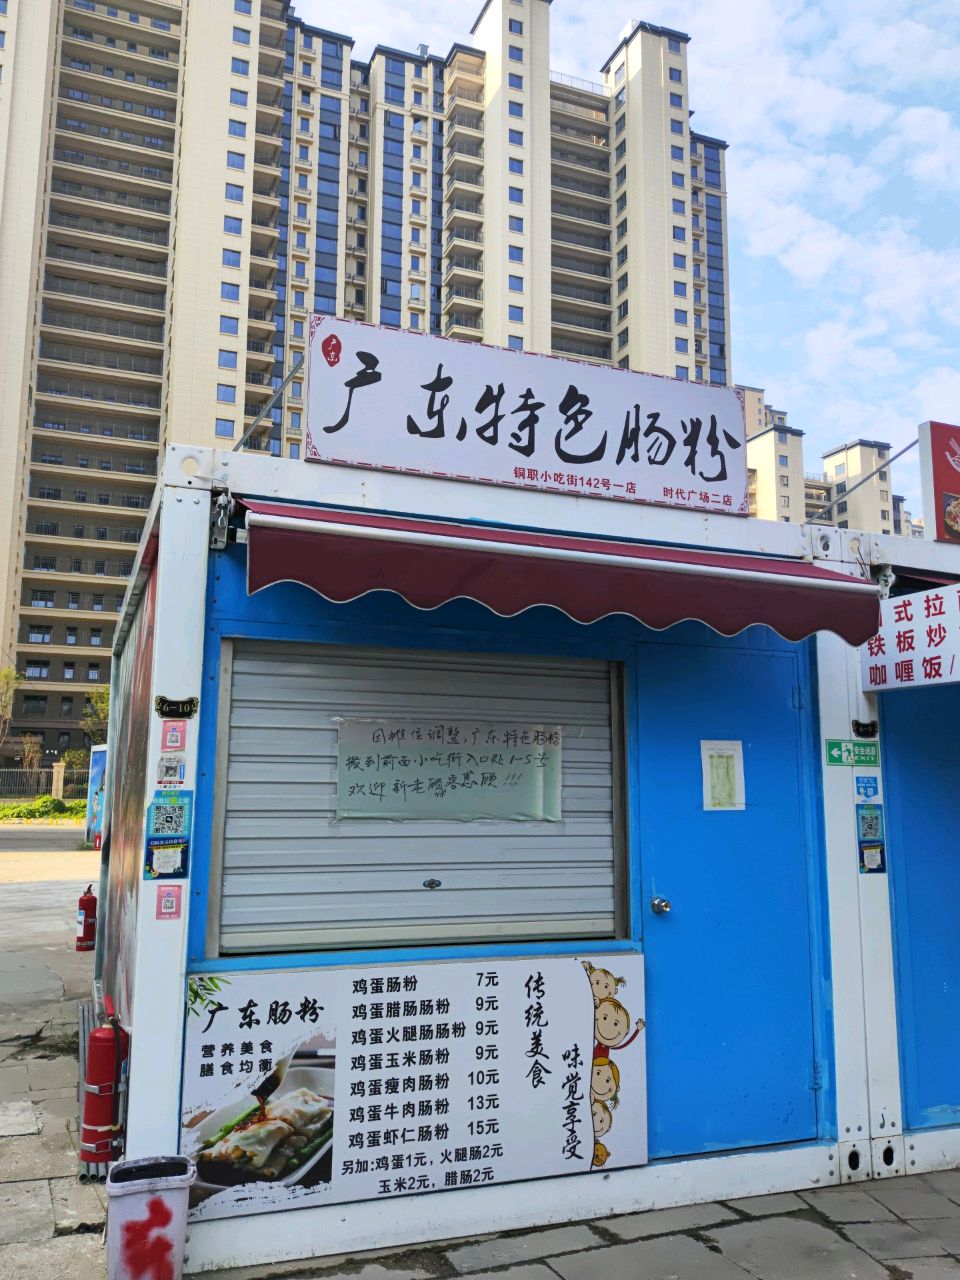 广东
广东特色肠粉
铜职小吃街142号一店 时代广场二店
式拉
铁板炒
咖喱饭/
6-10
因摊位调整,广东特色肠粉
搬到前面小吃街入口处1-5号
欢迎新老顾客惠顾!!!
安全通道
EXIT
广东肠粉
营养美食
膳食均衡
鸡蛋肠粉 7元
鸡蛋腊肠肠粉 9元
鸡蛋火腿肠肠粉 9元
鸡蛋玉米肠粉 9元
鸡蛋瘦肉肠粉 10元
鸡蛋牛肉肠粉 13元
鸡蛋虾仁肠粉 15元
另加:鸡蛋1元,火腿肠2元
玉米2元,腊肠2元
传统美食
味觉享受
东